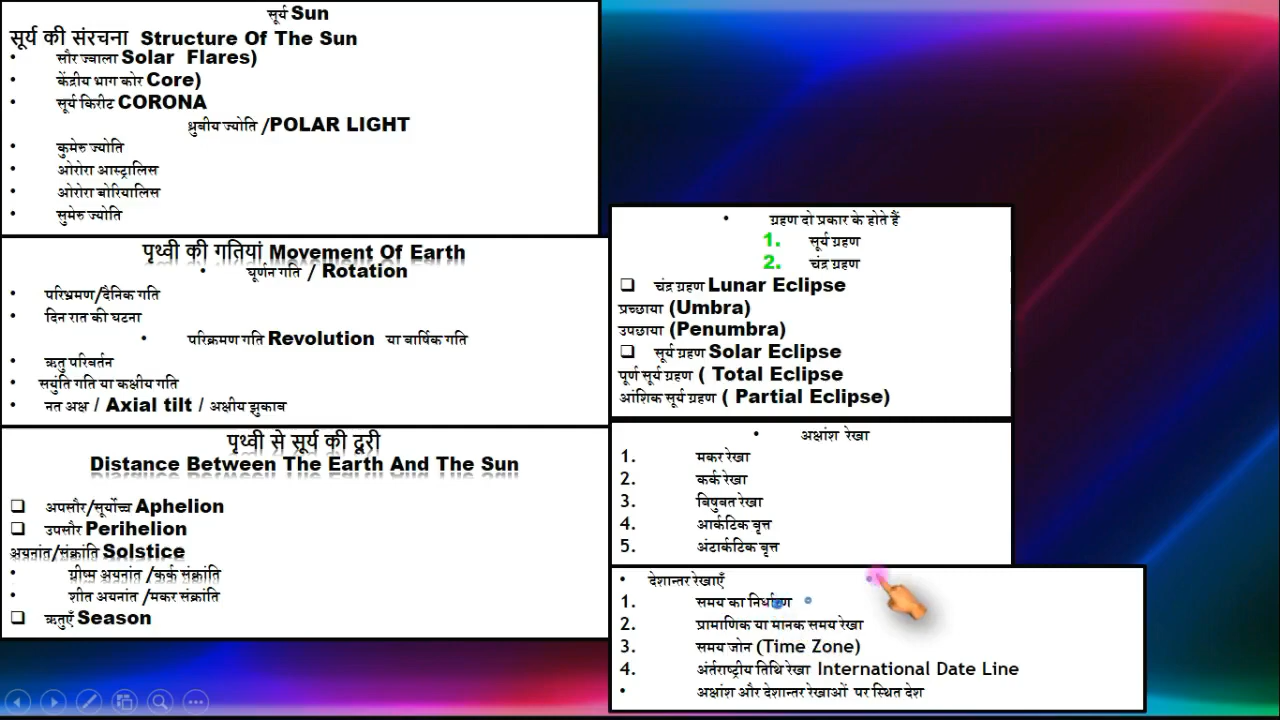 सूर्य Sun
सूर्य की संरचना Structure Of The Sun
• सौर ज्वाला Solar Flares)
• केंद्रीय भाग कोर Core)
• सूर्य किरीट CORONA
ध्रुबीय ज्योति /POLAR LIGHT
• कुमेरु ज्योति
• ओरोरा आस्ट्रालिस
• ओरोरा बोरियालिस
• सुमेरु ज्योति
पृथ्वी की गतियां Movement Of Earth
• घूर्णन गति / Rotation
• परिभ्रमण/दैनिक गति
• दिन रात की घटना
• परिक्रमण गति Revolution या बार्षिक गति
• ऋतु परिबर्तन
• सयुंति गति या कक्षीय गति
• नत अक्ष / Axial tilt / अक्षीय झुकाब
पृथ्वी से सूर्य की दूरी
Distance Between The Earth And The Sun
❑ अपसौर/सूर्योच्च Aphelion
❑ उपसौर Perihelion
अयनांत/संक्रांति Solstice
• ग्रीष्म अयनांत /कर्क संक्रांति
• शीत अयनांत /मकर संक्रांति
❑ ऋतुएँ Season
• ग्रहण दो प्रकार के होते हैं
1. सूर्य ग्रहण
2. चंद्र ग्रहण
❑ चंद्र ग्रहण Lunar Eclipse
प्रच्छाया (Umbra)
उपछाया (Penumbra)
❑ सूर्य ग्रहण Solar Eclipse
पूर्ण सूर्य ग्रहण ( Total Eclipse
आंशिक सूर्य ग्रहण ( Partial Eclipse)
• अक्षांश रेखा
1. मकर रेखा
2. कर्क रेखा
3. बिषुबत रेखा
4. आर्कटिक बृत्त
5. अंटार्कटिक बृत्त
• देशान्तर रेखाएँ
1. समय का निर्धारण
2. प्रामाणिक या मानक समय रेखा
3. समय जोन (Time Zone)
4. अंर्तराष्ट्रीय तिथि रेखा International Date Line
• अक्षांश और देशान्तर रेखाओं पर स्थित देश